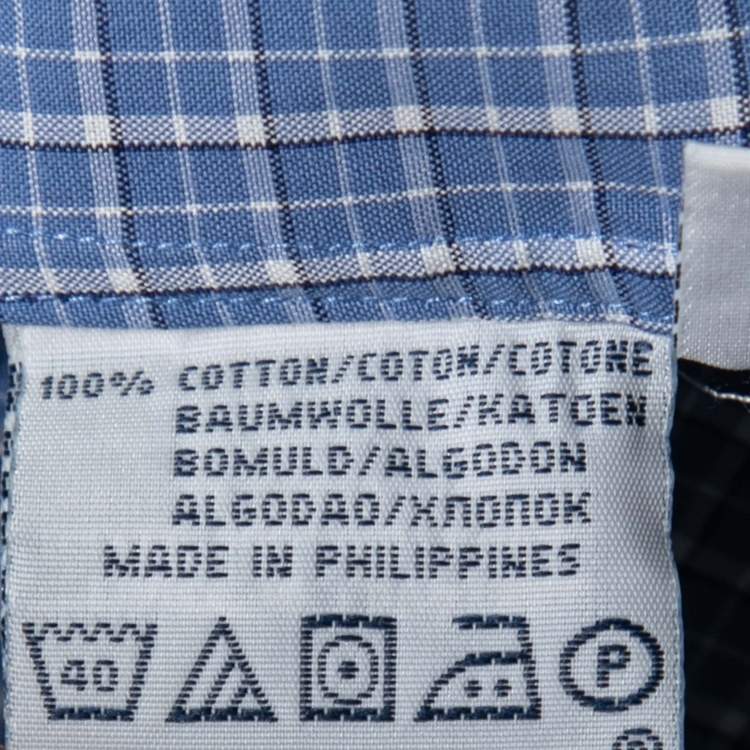 100% COTTON/COTON/COTONE
BAUMWOLLE/KATOEN
BOMULD/ALGODON
ALGODAO/ХЛОПОК
MADE IN PHILIPPINES
40 P
®